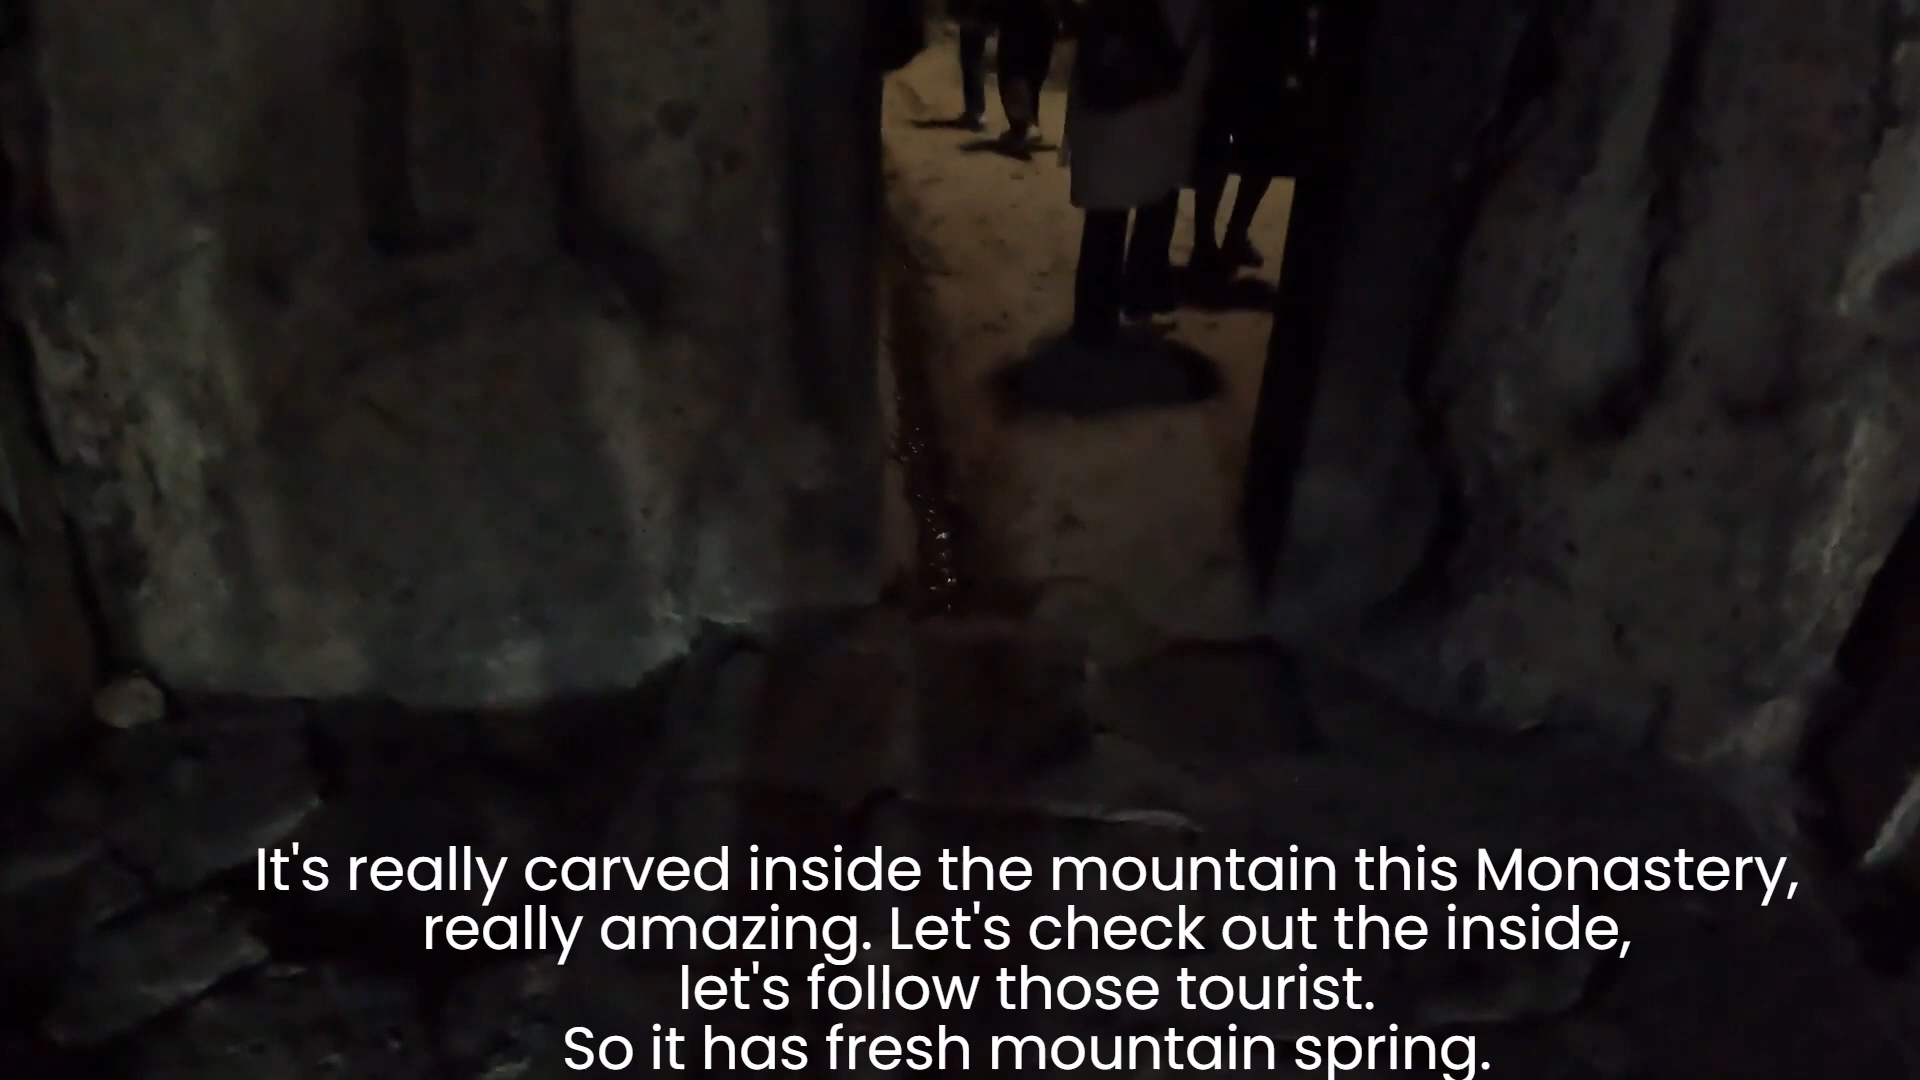 It's really carved inside the mountain this Monastery,
really amazing. Let's check out the inside,
let's follow those tourist.
So it has fresh mountain spring.